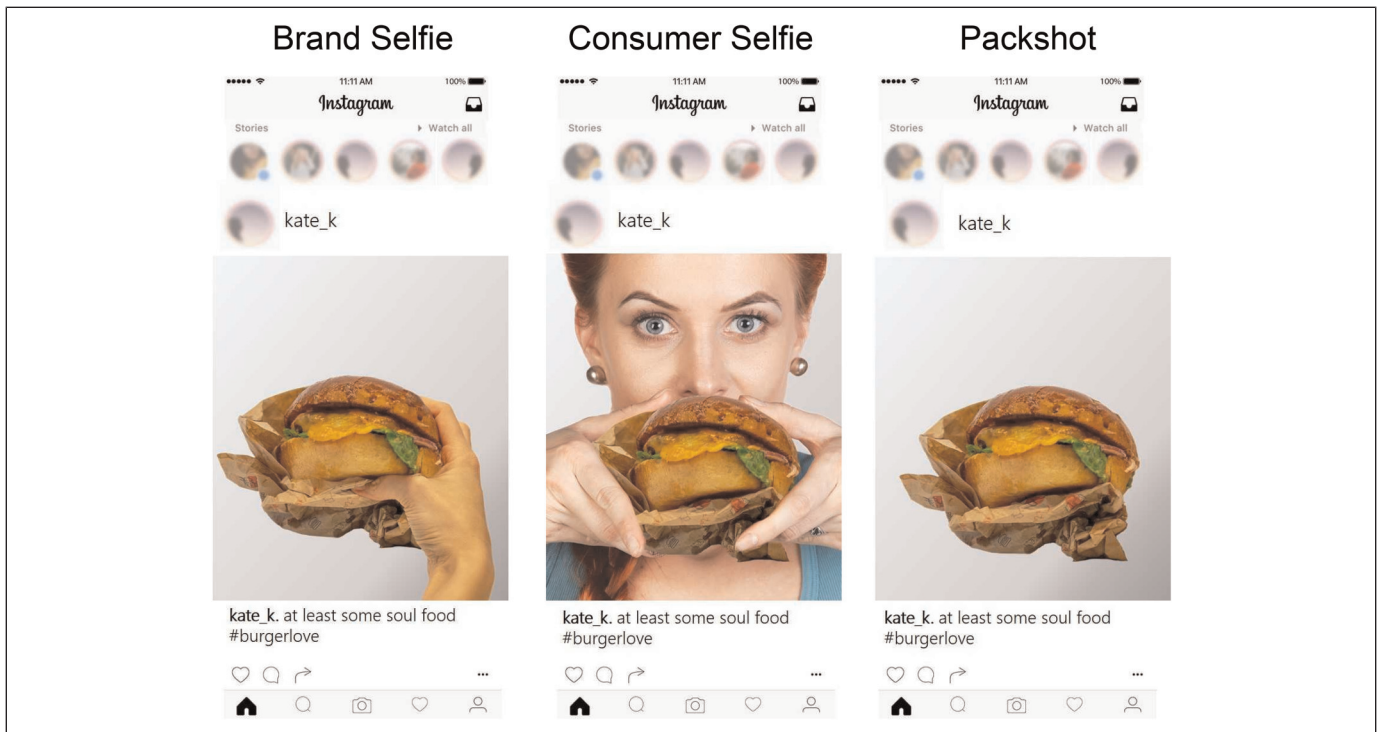 Brand Selfie
Consumer Selfie
Packshot
11:11 AM
100%
Instagram
Stories
Watch all
kate_k
kate_k. at least some soul food
#burgerlove
11:11 AM
100%
Instagram
Stories
Watch all
kate_k
kate_k. at least some soul food
#burgerlove
11:11 AM
100%
Instagram
Stories
Watch all
kate_k
kate_k. at least some soul food
#burgerlove